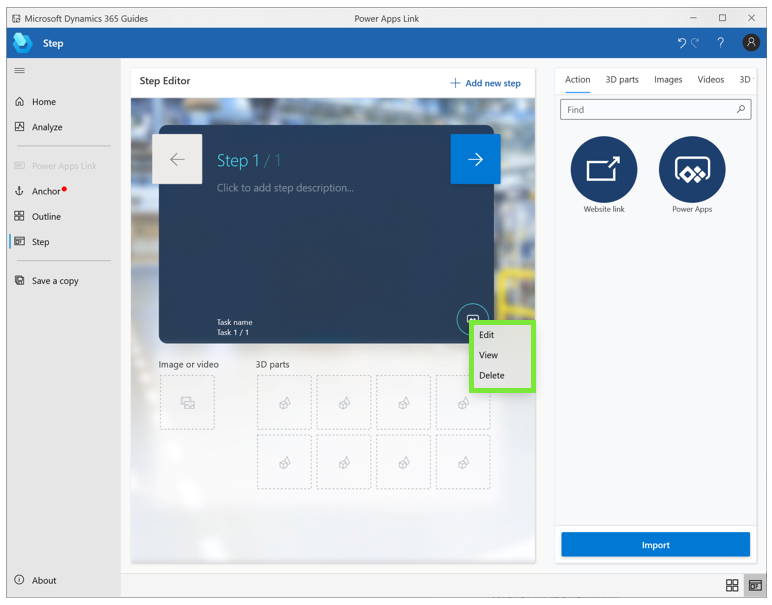 Microsoft Dynamics 365 Guides
Power Apps Link
Step
Home
Analyze
Power Apps Link
Anchor
Outline
Step
Save a copy
About
Step Editor
Add new step
Step 1 / 1
Click to add step description...
Task name
Task 1 / 1
Edit
View
Delete
Image or video
3D parts
Action 3D parts Images Videos 3D
Find
Website link
Power Apps
Import